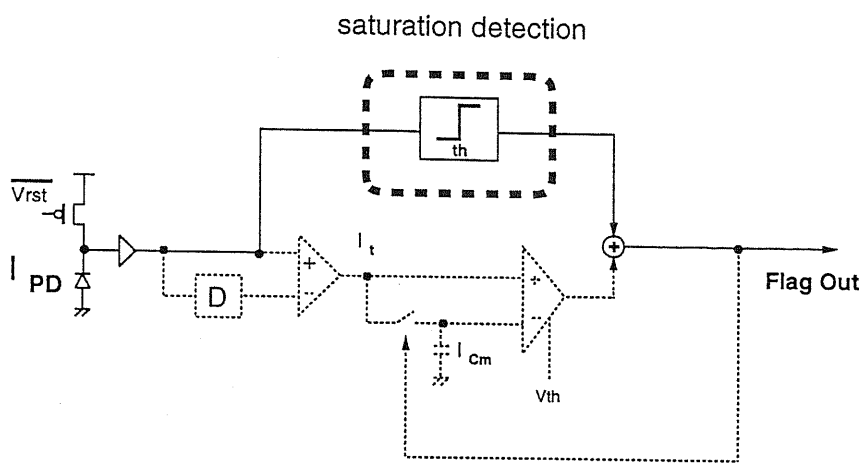 saturation detection
th
Vrst
I PD
D
+
-
I t
+
-
I Cm
Vth
+
Flag Out